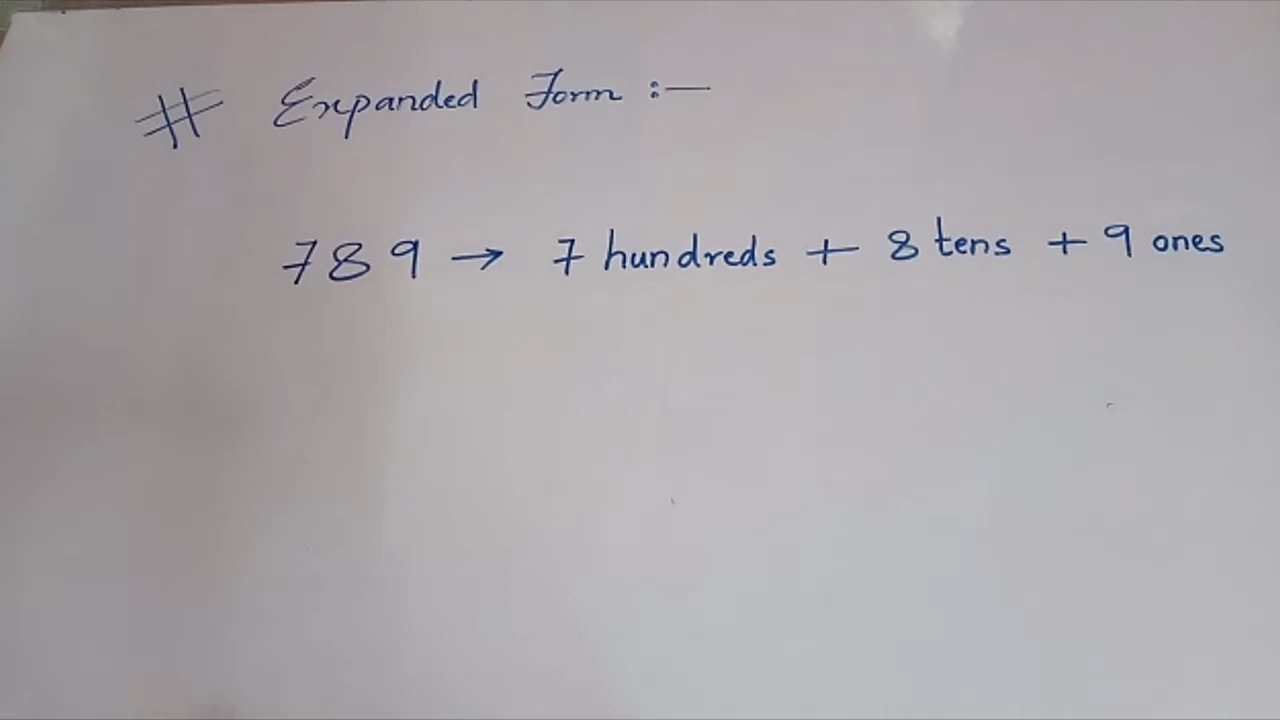 # Expanded Form :—
789 → 7 hundreds + 8 tens + 9 ones